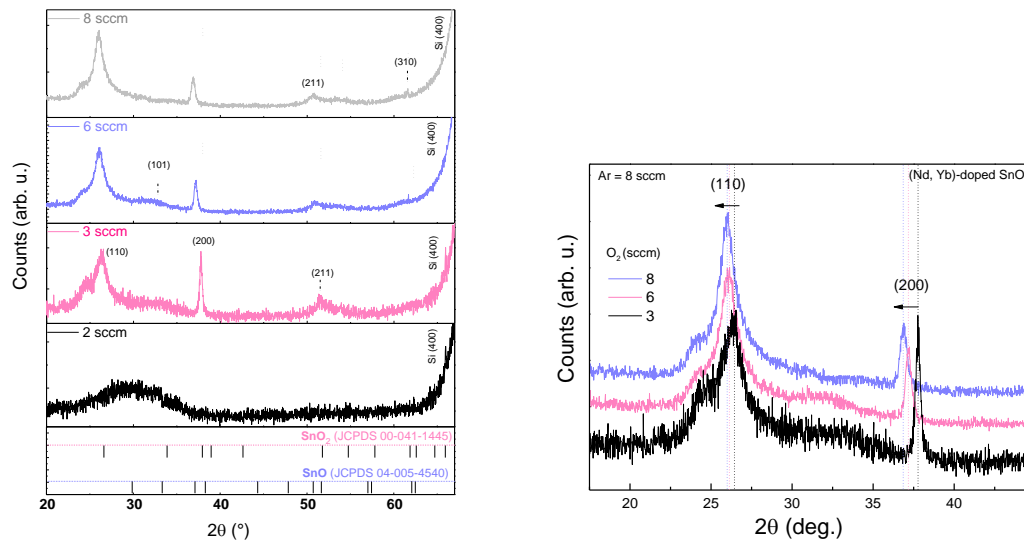 8 sccm
(211)
(310)
Si (400)
6 sccm
(101)
Si (400)
3 sccm
(110)
(200)
(211)
Si (400)
2 sccm
Si (400)
SnO2 (JCPDS 00-041-1445)
SnO (JCPDS 04-005-4540)
20 30 40 50 60
2θ (°)
Counts (arb. u.)
Ar = 8 sccm
(Nd, Yb)-doped SnO
(110)
O2 (sccm)
8
6
3
(200)
20 25 30 35 40
2θ (deg.)
Counts (arb. u.)